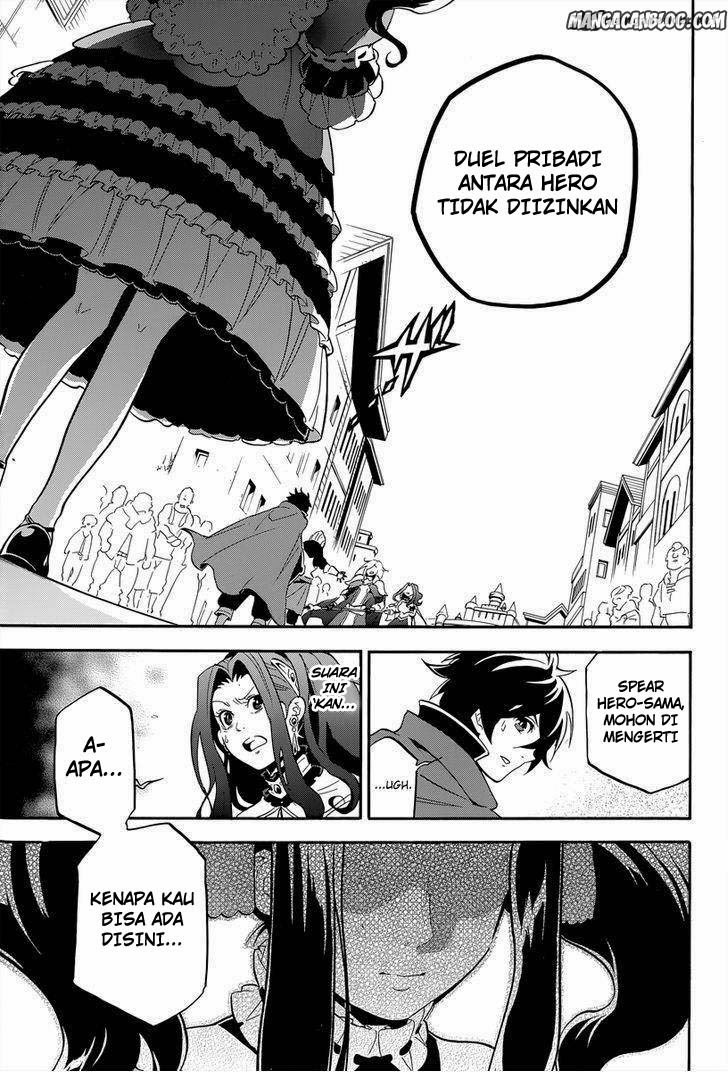 MANGACANBLOG.COM
DUEL PRIBADI
ANTARA HERO
TIDAK DIIZINKAN
SPEAR
HERO-SAMA,
MOHON DI
MENGERTI
...UGH.
SUARA
INI
'KAN...
A-
APA...
KENAPA KAU
BISA ADA
DISINI...